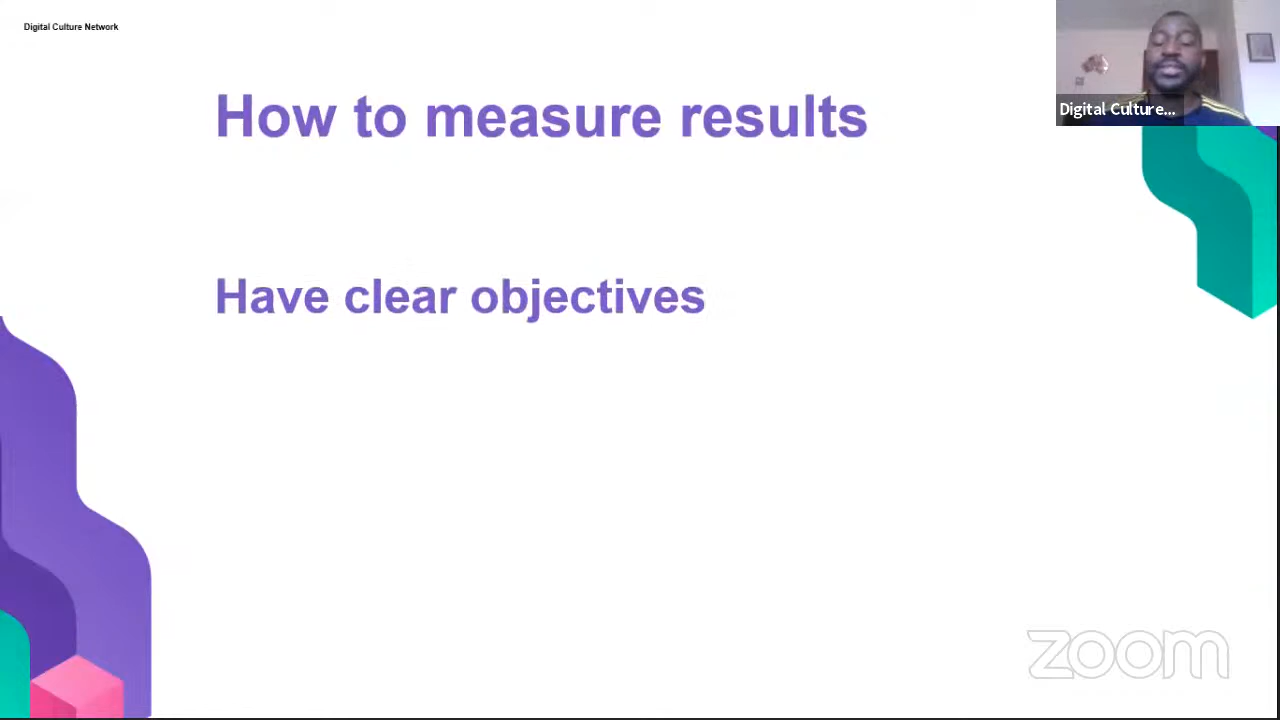 Digital Culture Network
Digital Culture...
How to measure results
Have clear objectives
zoom